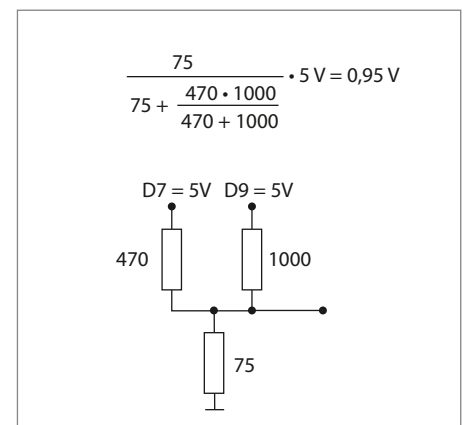 75
75 + 470 • 1000
470 + 1000
• 5 V = 0,95 V
D7 = 5V D9 = 5V
470 1000
75